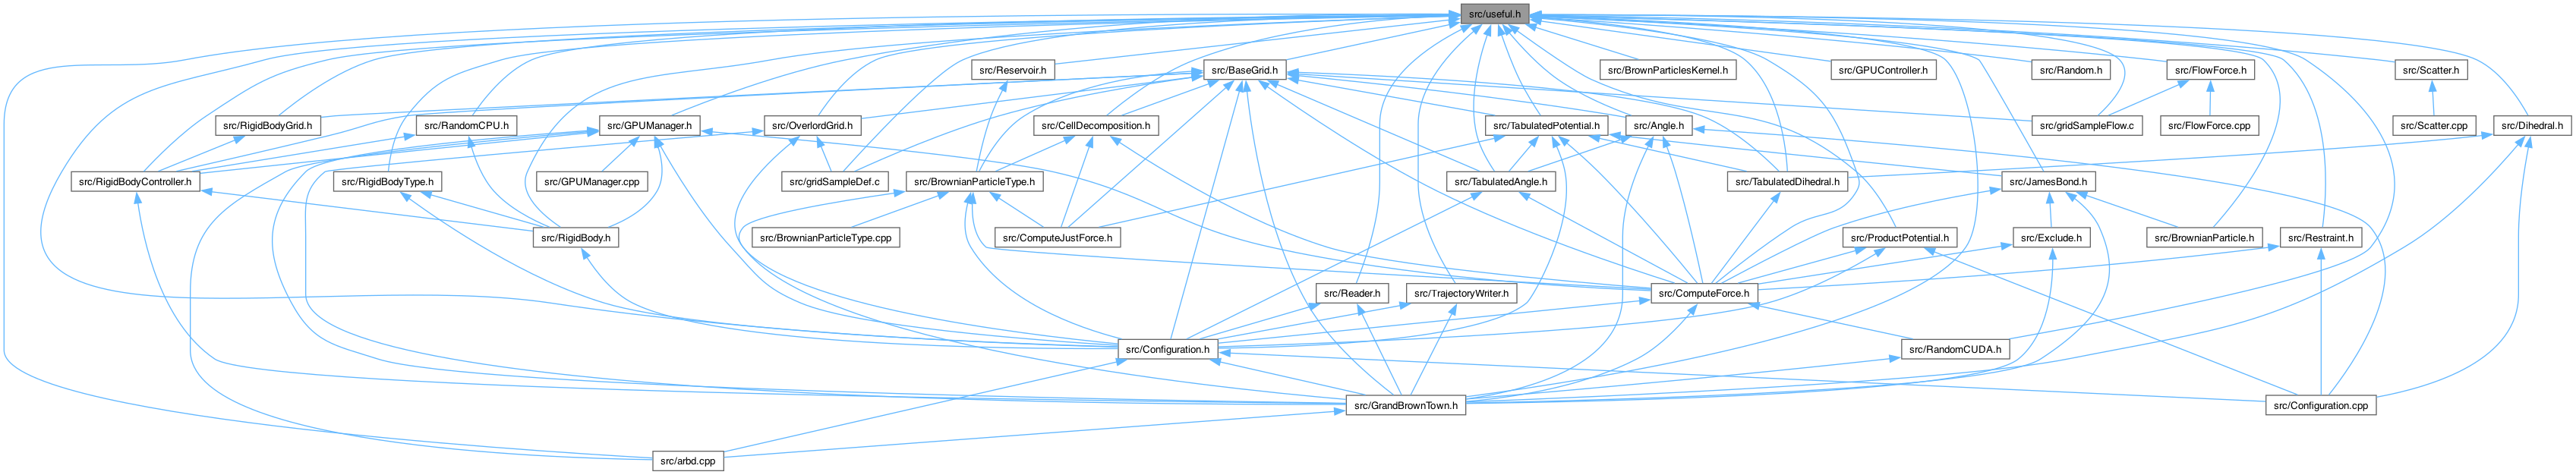 src/useful.h
src/Reservoir.h
src/BaseGrid.h
src/BrownParticlesKernel.h
src/GPUController.h
src/Random.h
src/FlowForce.h
src/Scatter.h
src/RigidBodyGrid.h
src/RandomCPU.h
src/GPUManager.h
src/OverlordGrid.h
src/CellDecomposition.h
src/TabulatedPotential.h
src/Angle.h
src/gridSampleFlow.c
src/FlowForce.cpp
src/Scatter.cpp
src/Dihedral.h
src/RigidBodyController.h
src/RigidBodyType.h
src/GPUManager.cpp
src/gridSampleDef.c
src/BrownianParticleType.h
src/TabulatedAngle.h
src/TabulatedDihedral.h
src/JamesBond.h
src/RigidBody.h
src/BrownianParticleType.cpp
src/ComputeJustForce.h
src/ProductPotential.h
src/Exclude.h
src/BrownianParticle.h
src/Restraint.h
src/Reader.h
src/TrajectoryWriter.h
src/ComputeForce.h
src/Configuration.h
src/RandomCUDA.h
src/GrandBrownTown.h
src/Configuration.cpp
src/arbd.cpp